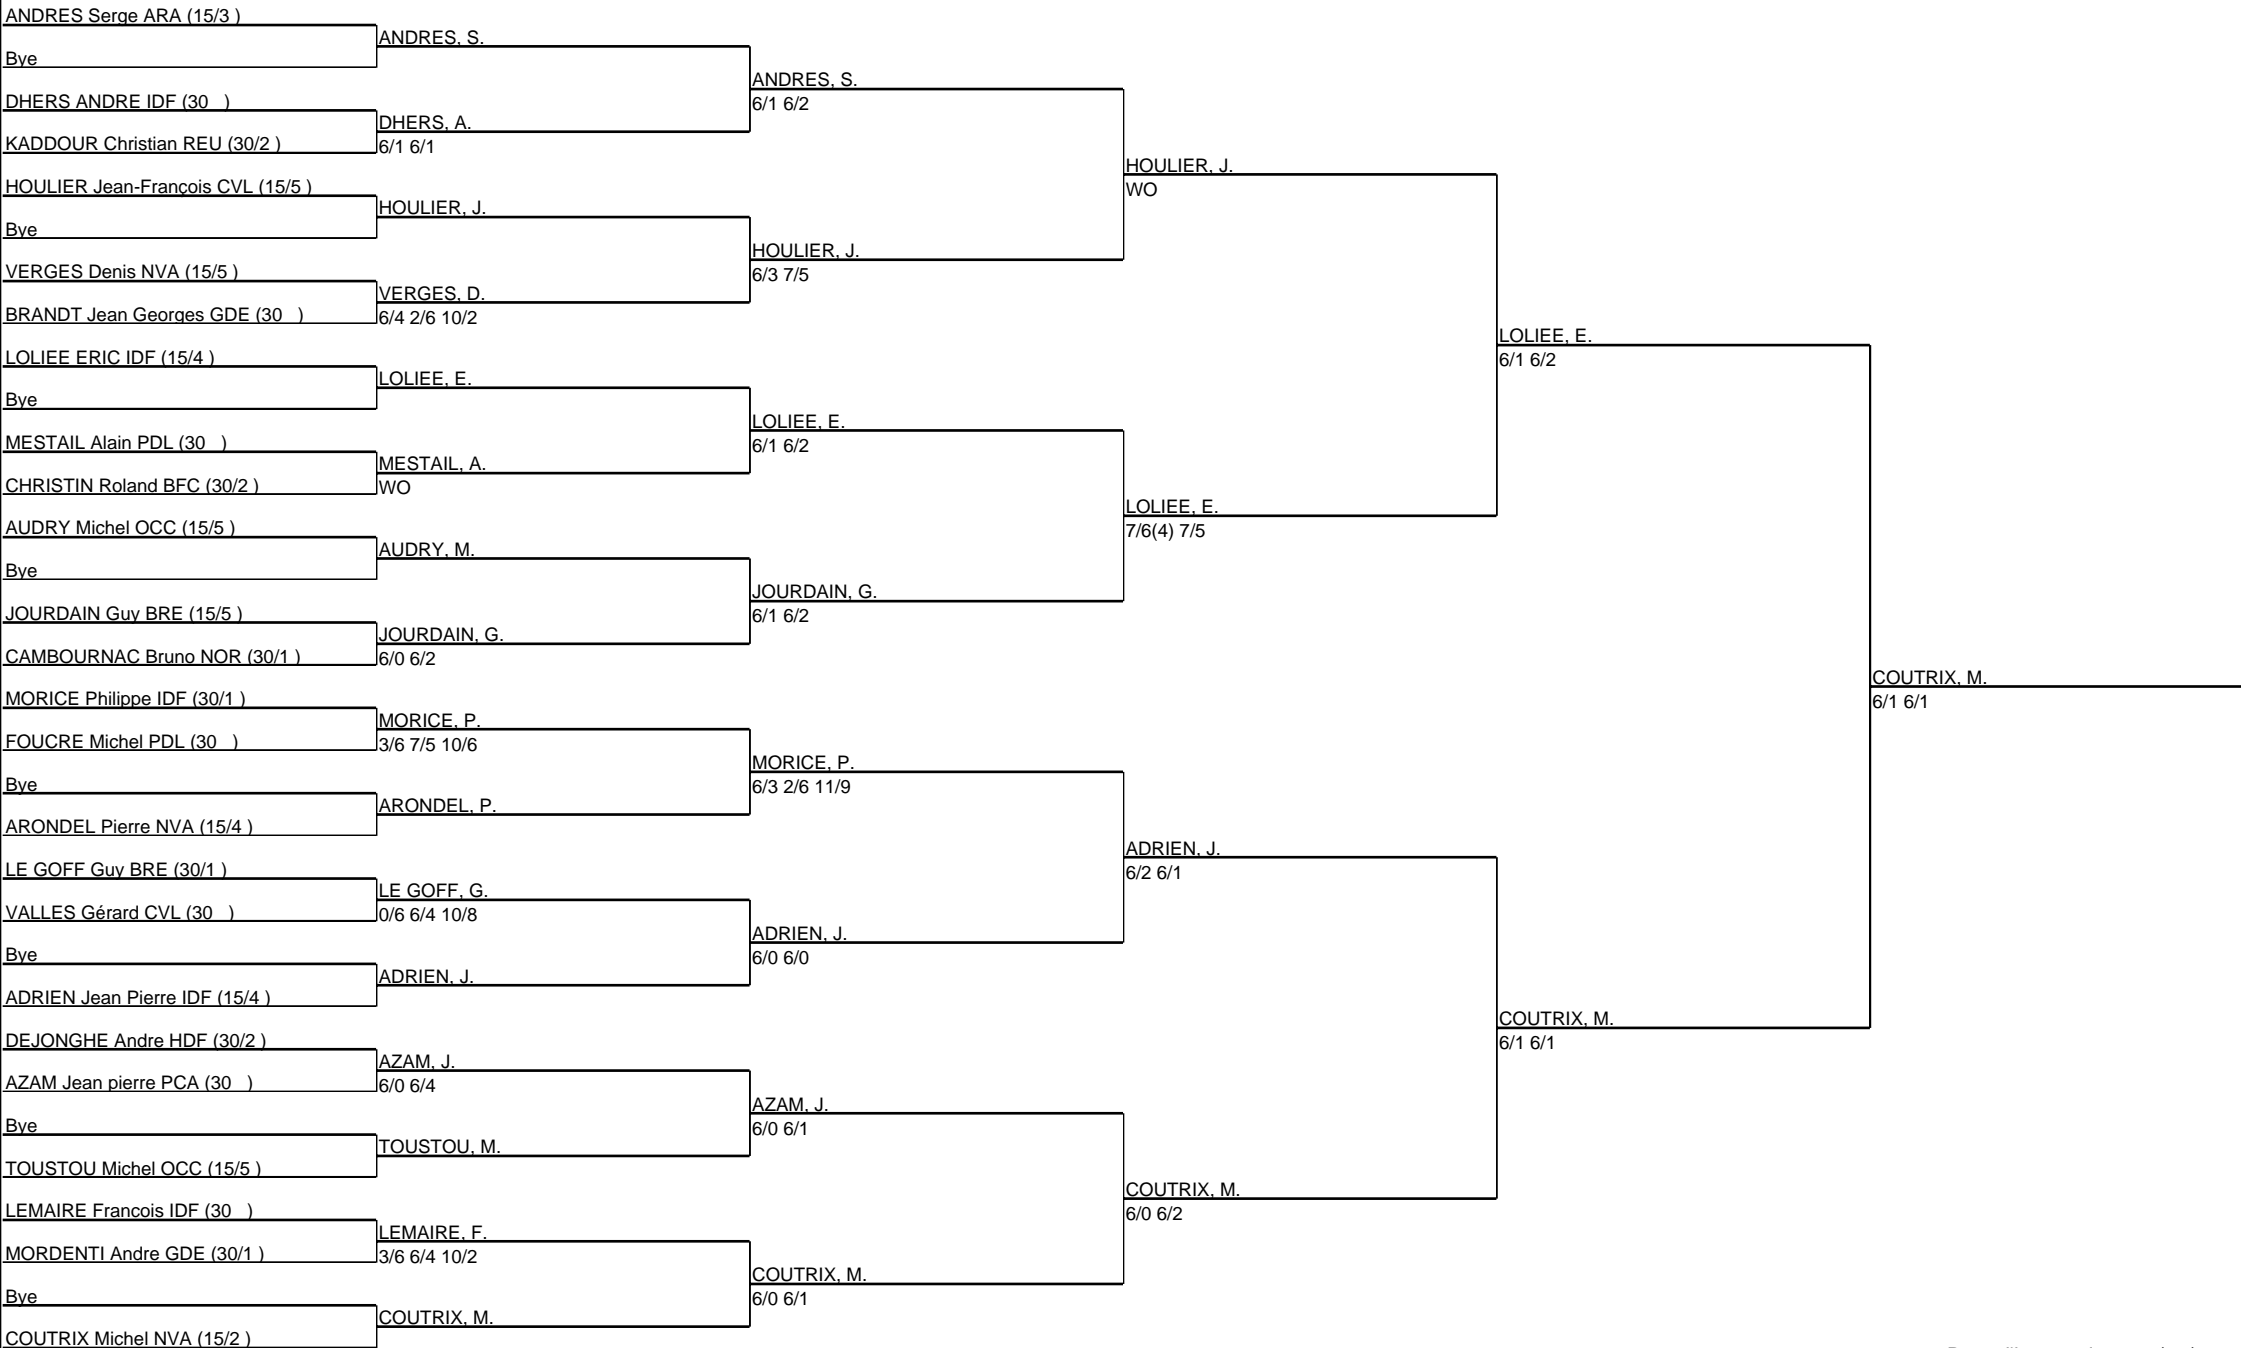 ANDRES Serge ARA (15/3 )
Bye
DHERS ANDRE IDF (30   )
KADDOUR Christian REU (30/2 )
HOULIER Jean-François CVL (15/5 )
Bye
VERGES Denis NVA (15/5 )
BRANDT Jean Georges GDE (30   )
LOLIEE ERIC IDF (15/4 )
Bye
MESTAIL Alain PDL (30   )
CHRISTIN Roland BFC (30/2 )
AUDRY Michel OCC (15/5 )
Bye
JOURDAIN Guy BRE (15/5 )
CAMBOURNAC Bruno NOR (30/1 )
MORICE Philippe IDF (30/1 )
FOUCRE Michel PDL (30   )
Bye
ARONDEL Pierre NVA (15/4 )
LE GOFF Guy BRE (30/1 )
VALLES Gérard CVL (30   )
Bye
ADRIEN Jean Pierre IDF (15/4 )
DEJONGHE Andre HDF (30/2 )
AZAM Jean pierre PCA (30   )
Bye
TOUSTOU Michel OCC (15/5 )
LEMAIRE Francois IDF (30   )
MORDENTI Andre GDE (30/1 )
Bye
COUTRIX Michel NVA (15/2 )
ANDRES, S.
DHERS, A.
6/1 6/1
HOULIER, J.
VERGES, D.
6/4 2/6 10/2
LOLIEE, E.
MESTAIL, A.
WO
AUDRY, M.
JOURDAIN, G.
6/0 6/2
MORICE, P.
3/6 7/5 10/6
ARONDEL, P.
LE GOFF, G.
0/6 6/4 10/8
ADRIEN, J.
AZAM, J.
6/0 6/4
TOUSTOU, M.
LEMAIRE, F.
3/6 6/4 10/2
COUTRIX, M.
ANDRES, S.
6/1 6/2
HOULIER, J.
6/3 7/5
LOLIEE, E.
6/1 6/2
JOURDAIN, G.
6/1 6/2
MORICE, P.
6/3 2/6 11/9
ADRIEN, J.
6/0 6/0
AZAM, J.
6/0 6/1
COUTRIX, M.
6/0 6/1
HOULIER, J.
WO
LOLIEE, E.
7/6(4) 7/5
ADRIEN, J.
6/2 6/1
COUTRIX, M.
6/0 6/2
LOLIEE, E.
6/1 6/2
COUTRIX, M.
6/1 6/1
COUTRIX, M.
6/1 6/1